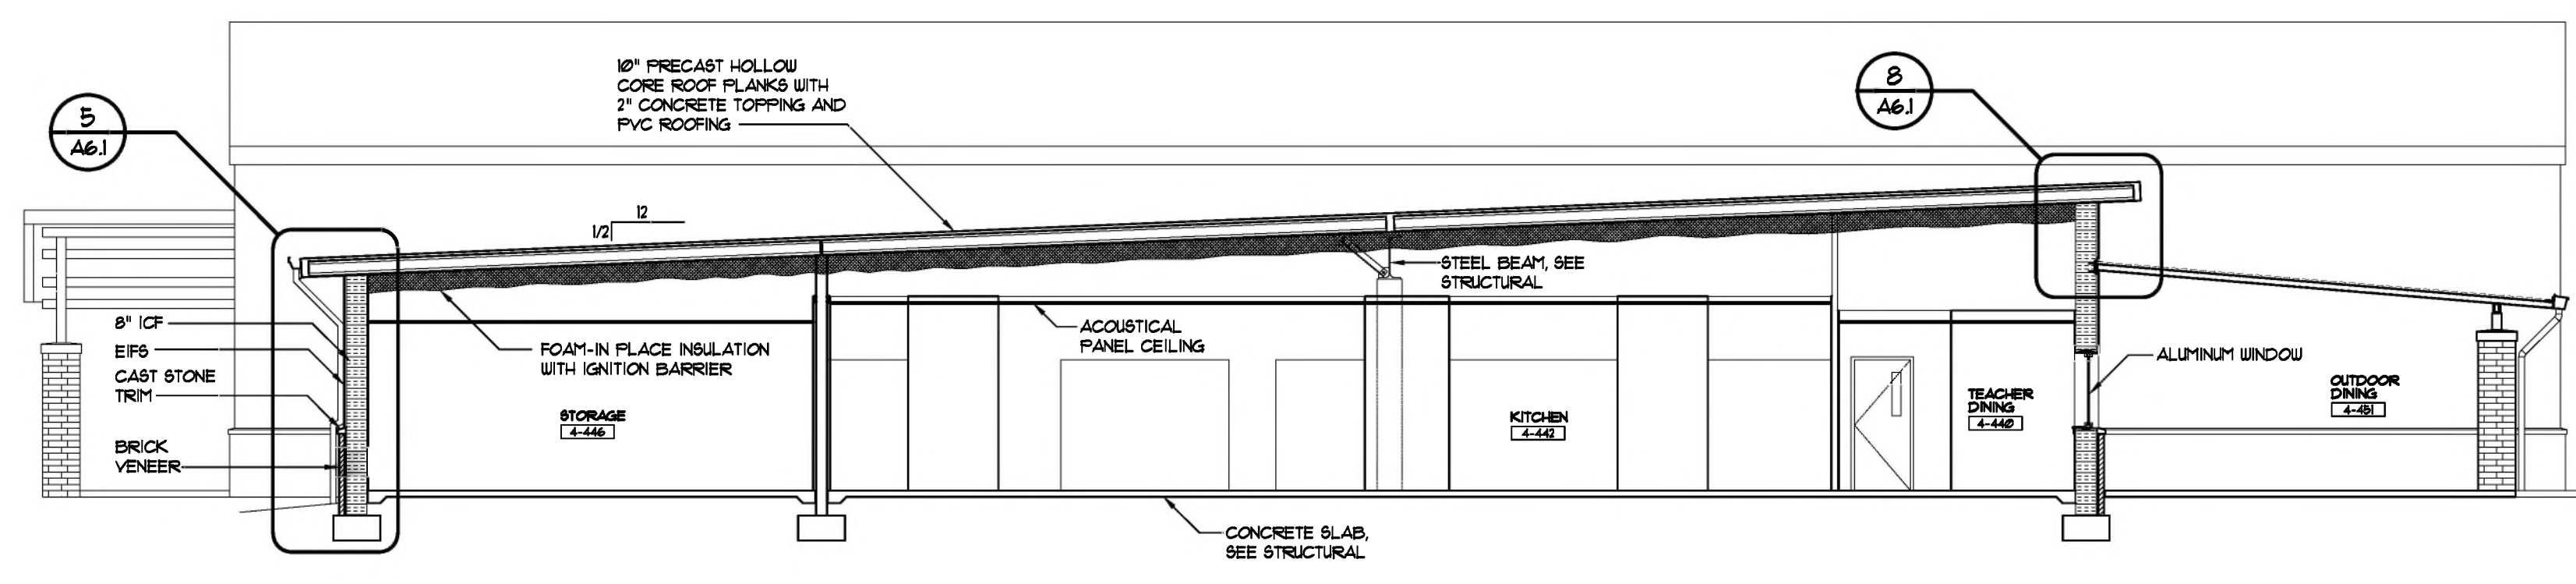 10" PRECAST HOLLOW
CORE ROOF PLANKS WITH
2" CONCRETE TOPPING AND
PVC ROOFING
5
A6.1
8
A6.1
12
1/2
STEEL BEAM, SEE
STRUCTURAL
8" ICF
EIFS
CAST STONE
TRIM
BRICK
VENEER
FOAM-IN PLACE INSULATION
WITH IGNITION BARRIER
ACOUSTICAL
PANEL CEILING
ALUMINUM WINDOW
STORAGE
4-446
KITCHEN
4-442
TEACHER
DINING
4-440
OUTDOOR
DINING
4-451
CONCRETE SLAB,
SEE STRUCTURAL